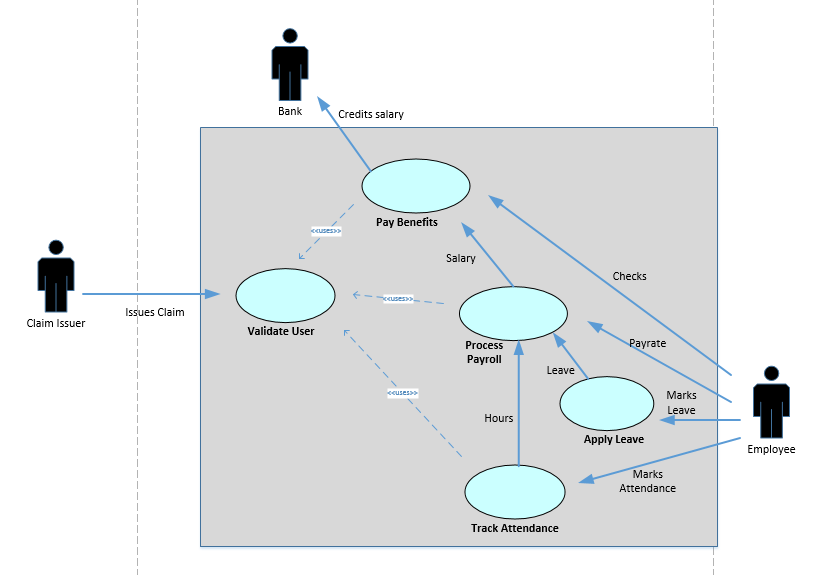 Bank
Credits salary
Pay Benefits
<<uses>>
Salary
Checks
Claim Issuer
Issues Claim
Validate User
<<uses>>
Process
Payroll
Payrate
Leave
Marks
Leave
<<uses>>
Hours
Apply Leave
Employee
Marks
Attendance
Track Attendance